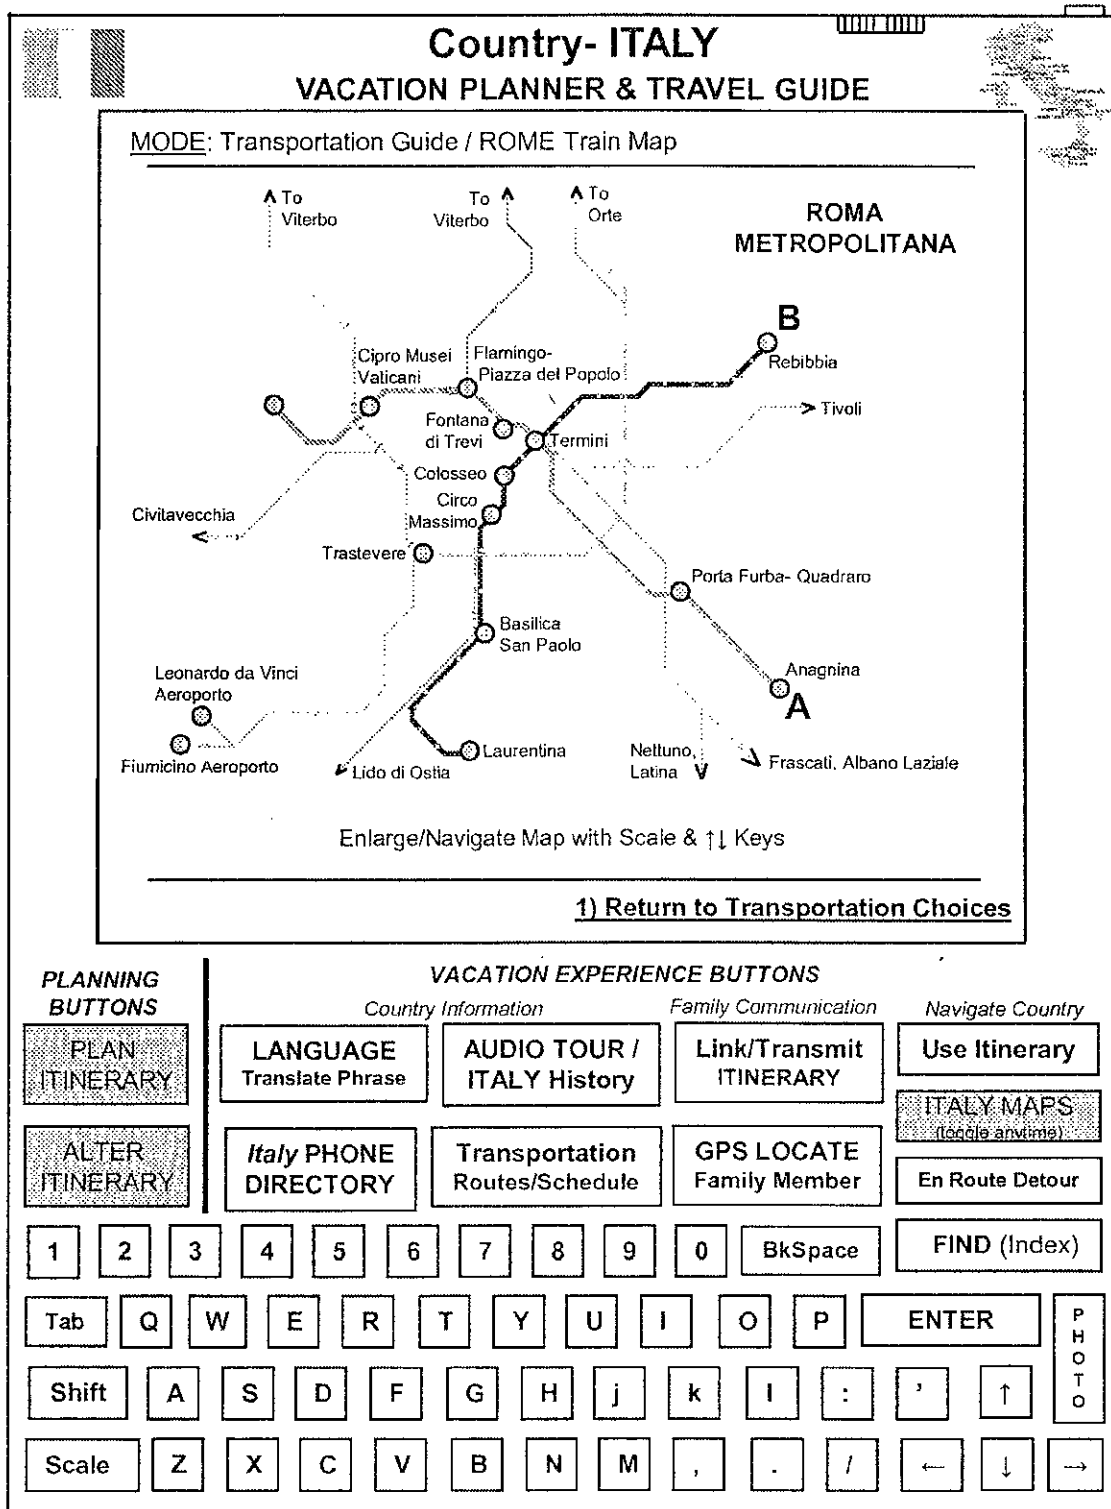 Country- ITALY
VACATION PLANNER & TRAVEL GUIDE
MODE: Transportation Guide / ROME Train Map
To
Viterbo
To
Viterbo
To
Orte
ROMA
METROPOLITANA
B
Rebibbia
Cipro Musei
Vaticani
Flamingo-
Piazza del Popolo
Tivoli
Fontana
di Trevi
Termini
Colosseo
Circo
Massimo
Civitavecchia
Trastevere
Porta Furba- Quadraro
Basilica
San Paolo
Leonardo da Vinci
Aeroporto
Anagnina
A
Fiumicino Aeroporto
Lido di Ostia
Laurentina
Nettuno,
Latina
Frascati, Albano Laziale
Enlarge/Navigate Map with Scale & ↑↓ Keys
1) Return to Transportation Choices
PLANNING
BUTTONS
VACATION EXPERIENCE BUTTONS
Country Information
Family Communication
Navigate Country
PLAN
ITINERARY
LANGUAGE
Translate Phrase
AUDIO TOUR /
ITALY History
Link/Transmit
ITINERARY
Use Itinerary
ITALY MAPS
(toggle anytime)
ALTER
ITINERARY
Italy PHONE
DIRECTORY
Transportation
Routes/Schedule
GPS LOCATE
Family Member
En Route Detour
1 2 3 4 5 6 7 8 9 0 BkSpace
FIND (Index)
Tab Q W E R T Y U I O P ENTER
PHOTO
Shift A S D F G H j k l : ’ ↑
Scale Z X C V B N M , . / ← ↓ →